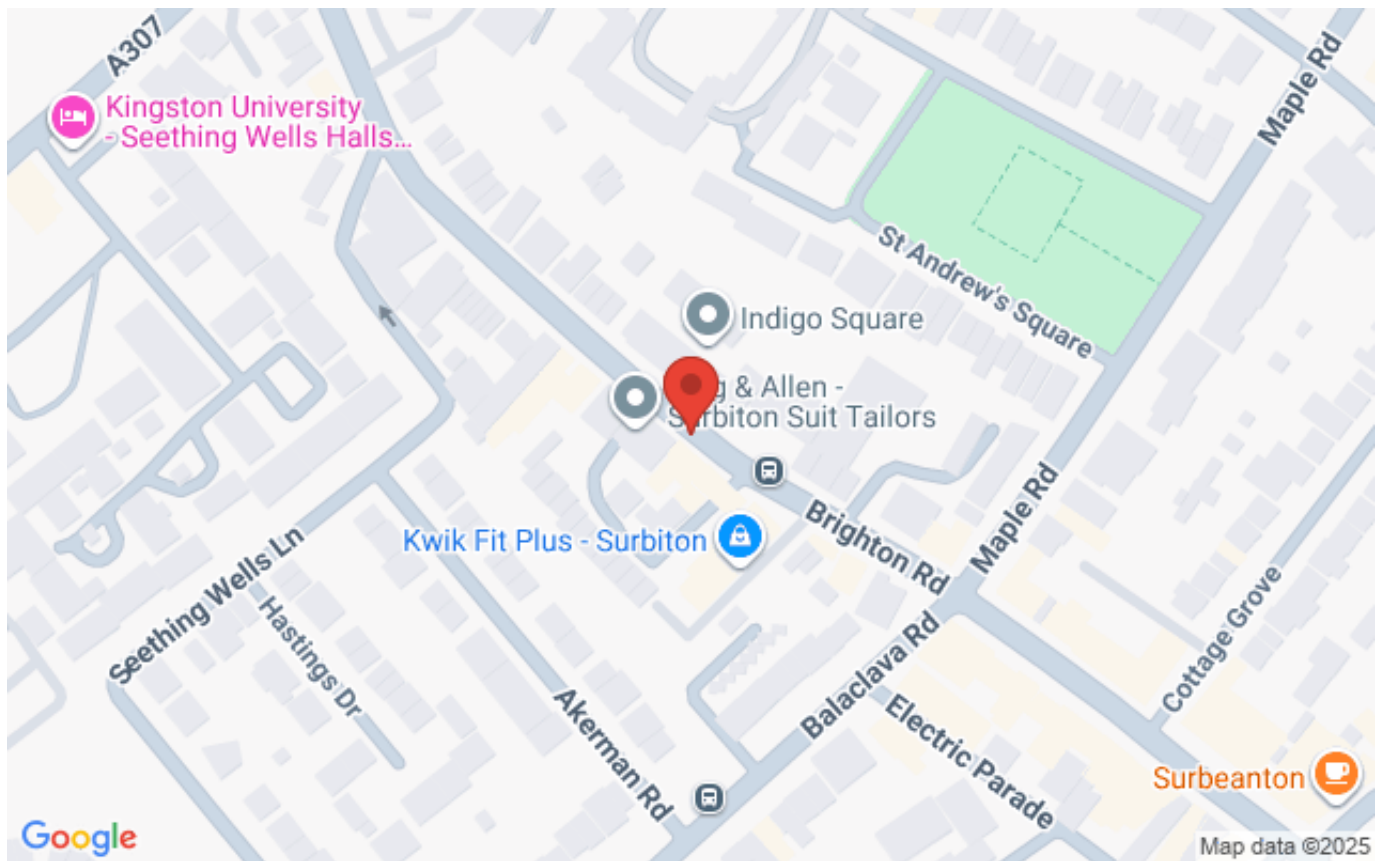 A307
Kingston University
- Seething Wells Halls...
Maple Rd
St Andrew's Square
Indigo Square
& Allen -
Suit Tailors
Maple Rd
Kwik Fit Plus - Surbiton
Brighton Rd
Seething Wells Ln
Hastings Dr
Akerman Rd
Balaclava Rd
Cottage Grove
Electric Parade
Surbeanton
Google
Map data ©2025